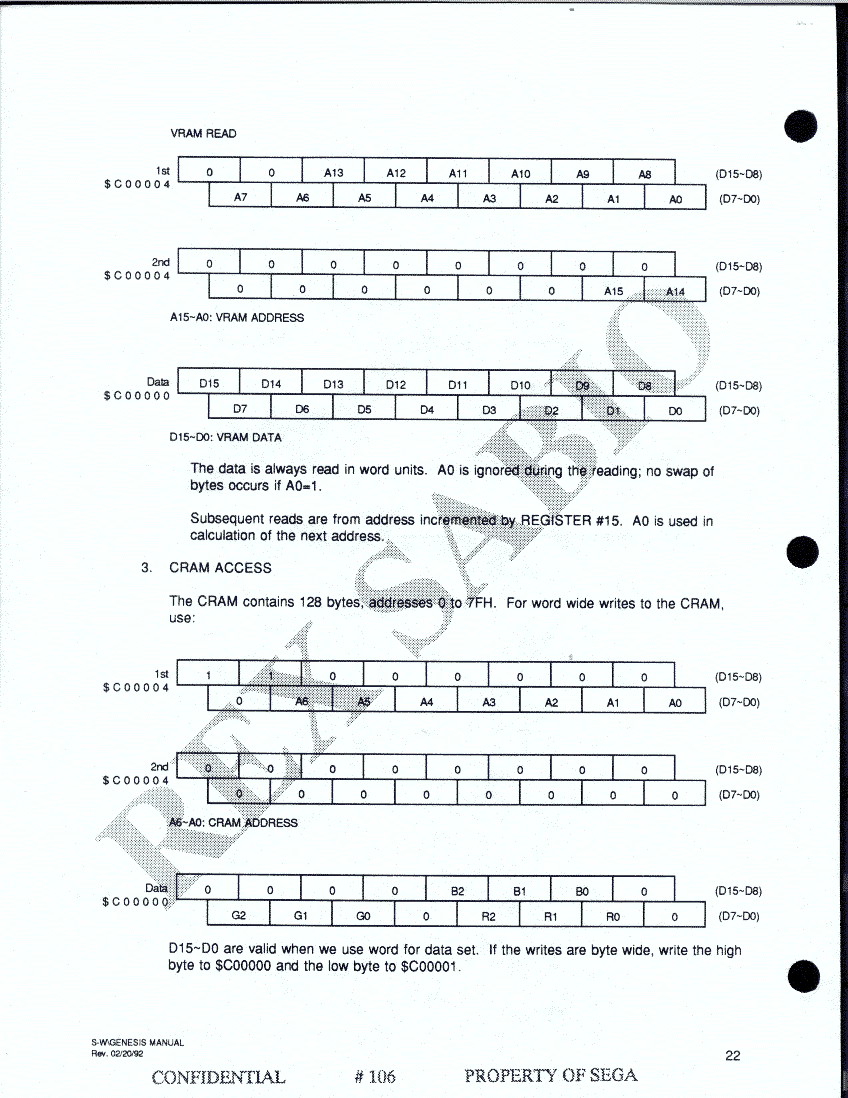 VRAM READ
1st 0 0 A13 A12 A11 A10 A9 A8 (D15~D8)
$C00004
A7 A6 A5 A4 A3 A2 A1 A0 (D7~D0)
2nd 0 0 0 0 0 0 0 0 (D15~D8)
$C00004
0 0 0 0 0 0 A15 A14 (D7~D0)
A15~A0: VRAM ADDRESS
Data D15 D14 D13 D12 D11 D10 D9 D8 (D15~D8)
$C00000
D7 D6 D5 D4 D3 D2 D1 D0 (D7~D0)
D15~D0: VRAM DATA
The data is always read in word units. A0 is ignored during the reading; no swap of
bytes occurs if A0=1.
Subsequent reads are from address incremented by REGISTER #15. A0 is used in
calculation of the next address.
3. CRAM ACCESS
The CRAM contains 128 bytes, addresses 0 to 7FH. For word wide writes to the CRAM,
use:
1st 1 1 0 0 0 0 0 0 (D15~D8)
$C00004
0 A6 A5 A4 A3 A2 A1 A0 (D7~D0)
2nd 0 0 0 0 0 0 0 0 (D15~D8)
$C00004
0 0 0 0 0 0 0 0 (D7~D0)
A6~A0: CRAM ADDRESS
Data 0 0 0 0 B2 B1 B0 0 (D15~D8)
$C00000
G2 G1 G0 0 R2 R1 R0 0 (D7~D0)
D15~D0 are valid when we use word for data set. If the writes are byte wide, write the high
byte to $C00000 and the low byte to $C00001.
REX SABIO
S-W\GENESIS MANUAL
Rev. 02/20/92
22
CONFIDENTIAL # 106 PROPERTY OF SEGA